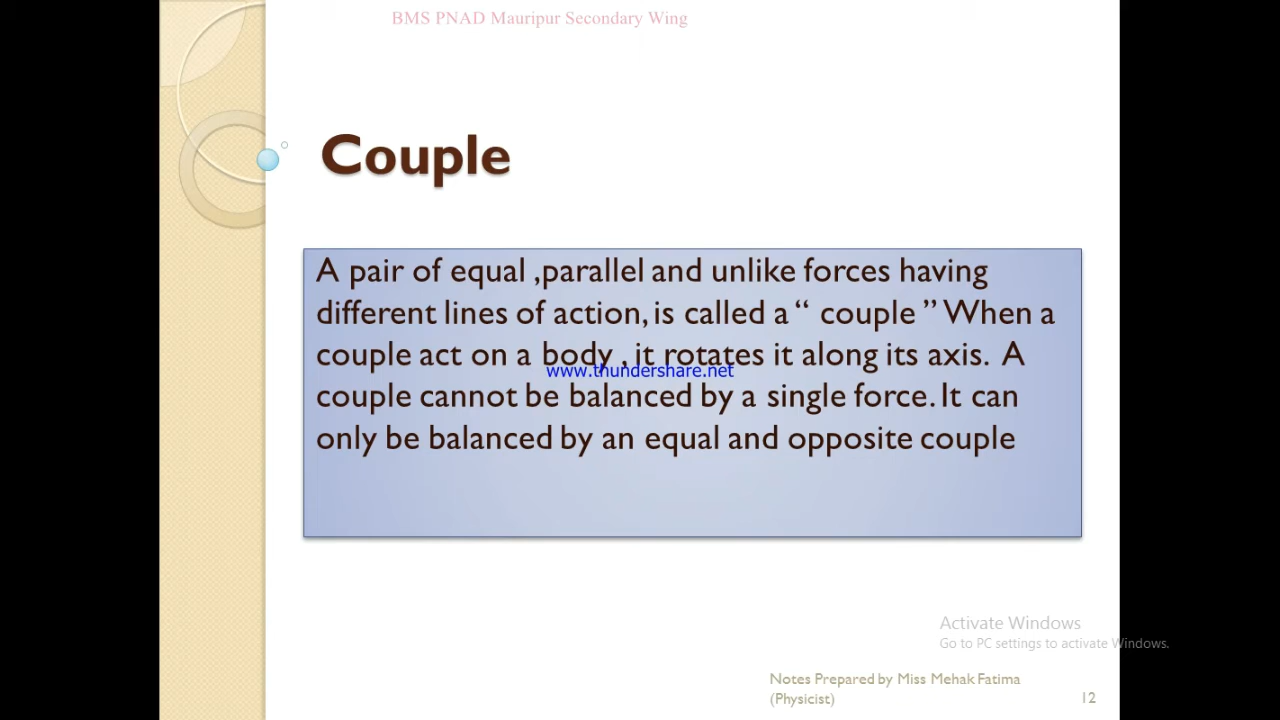 BMS PNAD Mauripur Secondary Wing
Couple
A pair of equal ,parallel and unlike forces having
different lines of action, is called a “ couple ” When a
couple act on a body , it rotates it along its axis. A
www.thundershare.net
couple cannot be balanced by a single force. It can
only be balanced by an equal and opposite couple
Activate Windows
Go to PC settings to activate Windows.
Notes Prepared by Miss Mehak Fatima
(Physicist)
12